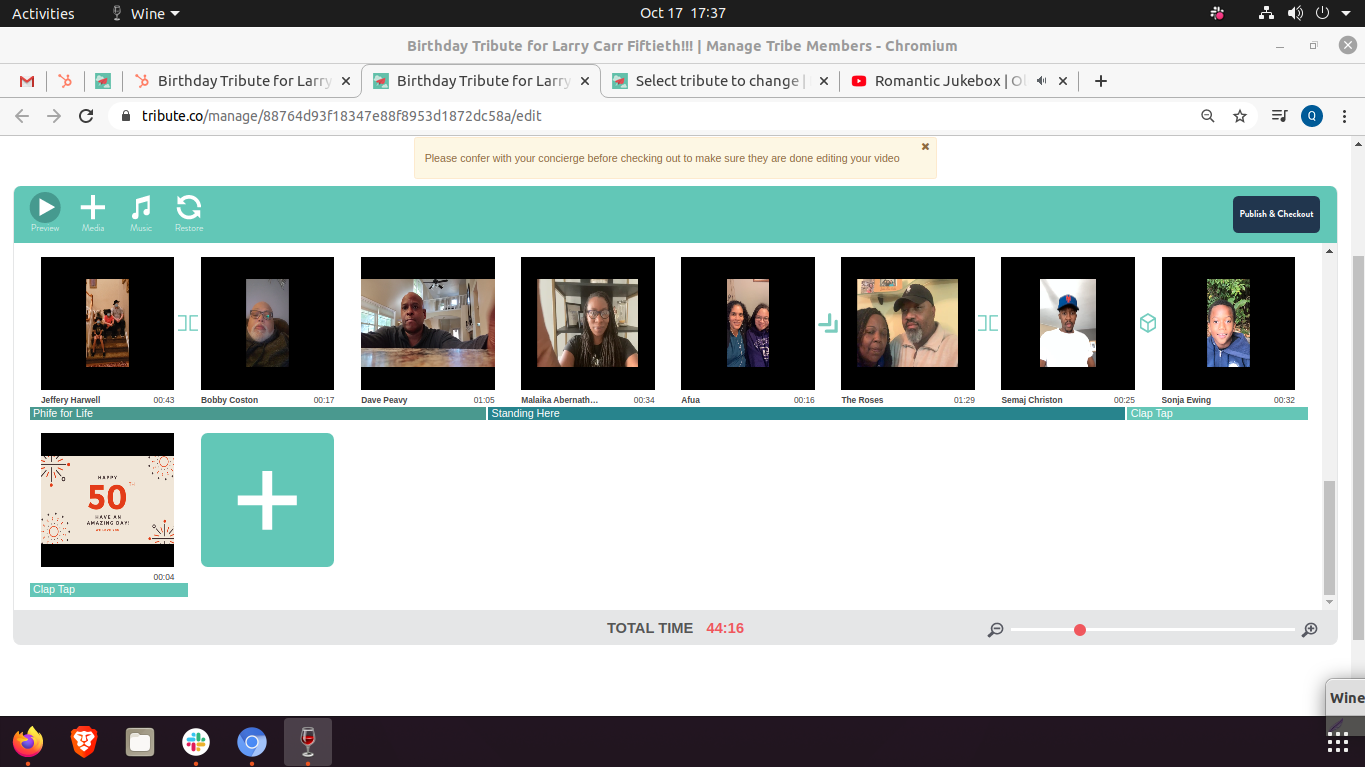 Activities Wine Oct 17 17:37
Birthday Tribute for Larry Carr Fiftieth!!! | Manage Tribe Members - Chromium
Birthday Tribute for Larry Birthday Tribute for Larry Select tribute to change | Romantic Jukebox | Ol
tribute.co/manage/88764d93f18347e88f8953d1872dc58a/edit Q
Please confer with your concierge before checking out to make sure they are done editing your video
Preview Media Music Restore Publish & Checkout
Jeffery Harwell 00:43 Bobby Coston 00:17 Dave Peavy 01:05 Malaika Abernath... 00:34 Afua 00:16 The Roses 01:29 Semaj Christon 00:25 Sonja Ewing 00:32
Phife for Life Standing Here Clap Tap
HAPPY
50TH
HAVE AN
AMAZING DAY!
00:04
Clap Tap
TOTAL TIME 44:16
Wine